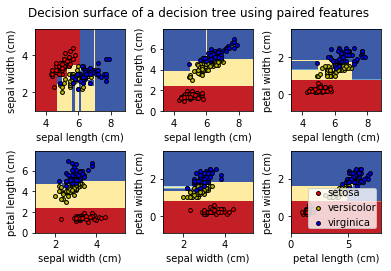 Decision surface of a decision tree using paired features
sepal width (cm)
4
2
4 6 8
sepal length (cm)
petal length (cm)
6
4
2
0
4 6 8
sepal length (cm)
petal width (cm)
2
0
4 6 8
sepal length (cm)
petal length (cm)
6
4
2
0
2 4
sepal width (cm)
petal width (cm)
2
0
2 4
sepal width (cm)
petal width (cm)
2
0
0 5
petal length (cm)
setosa
versicolor
virginica